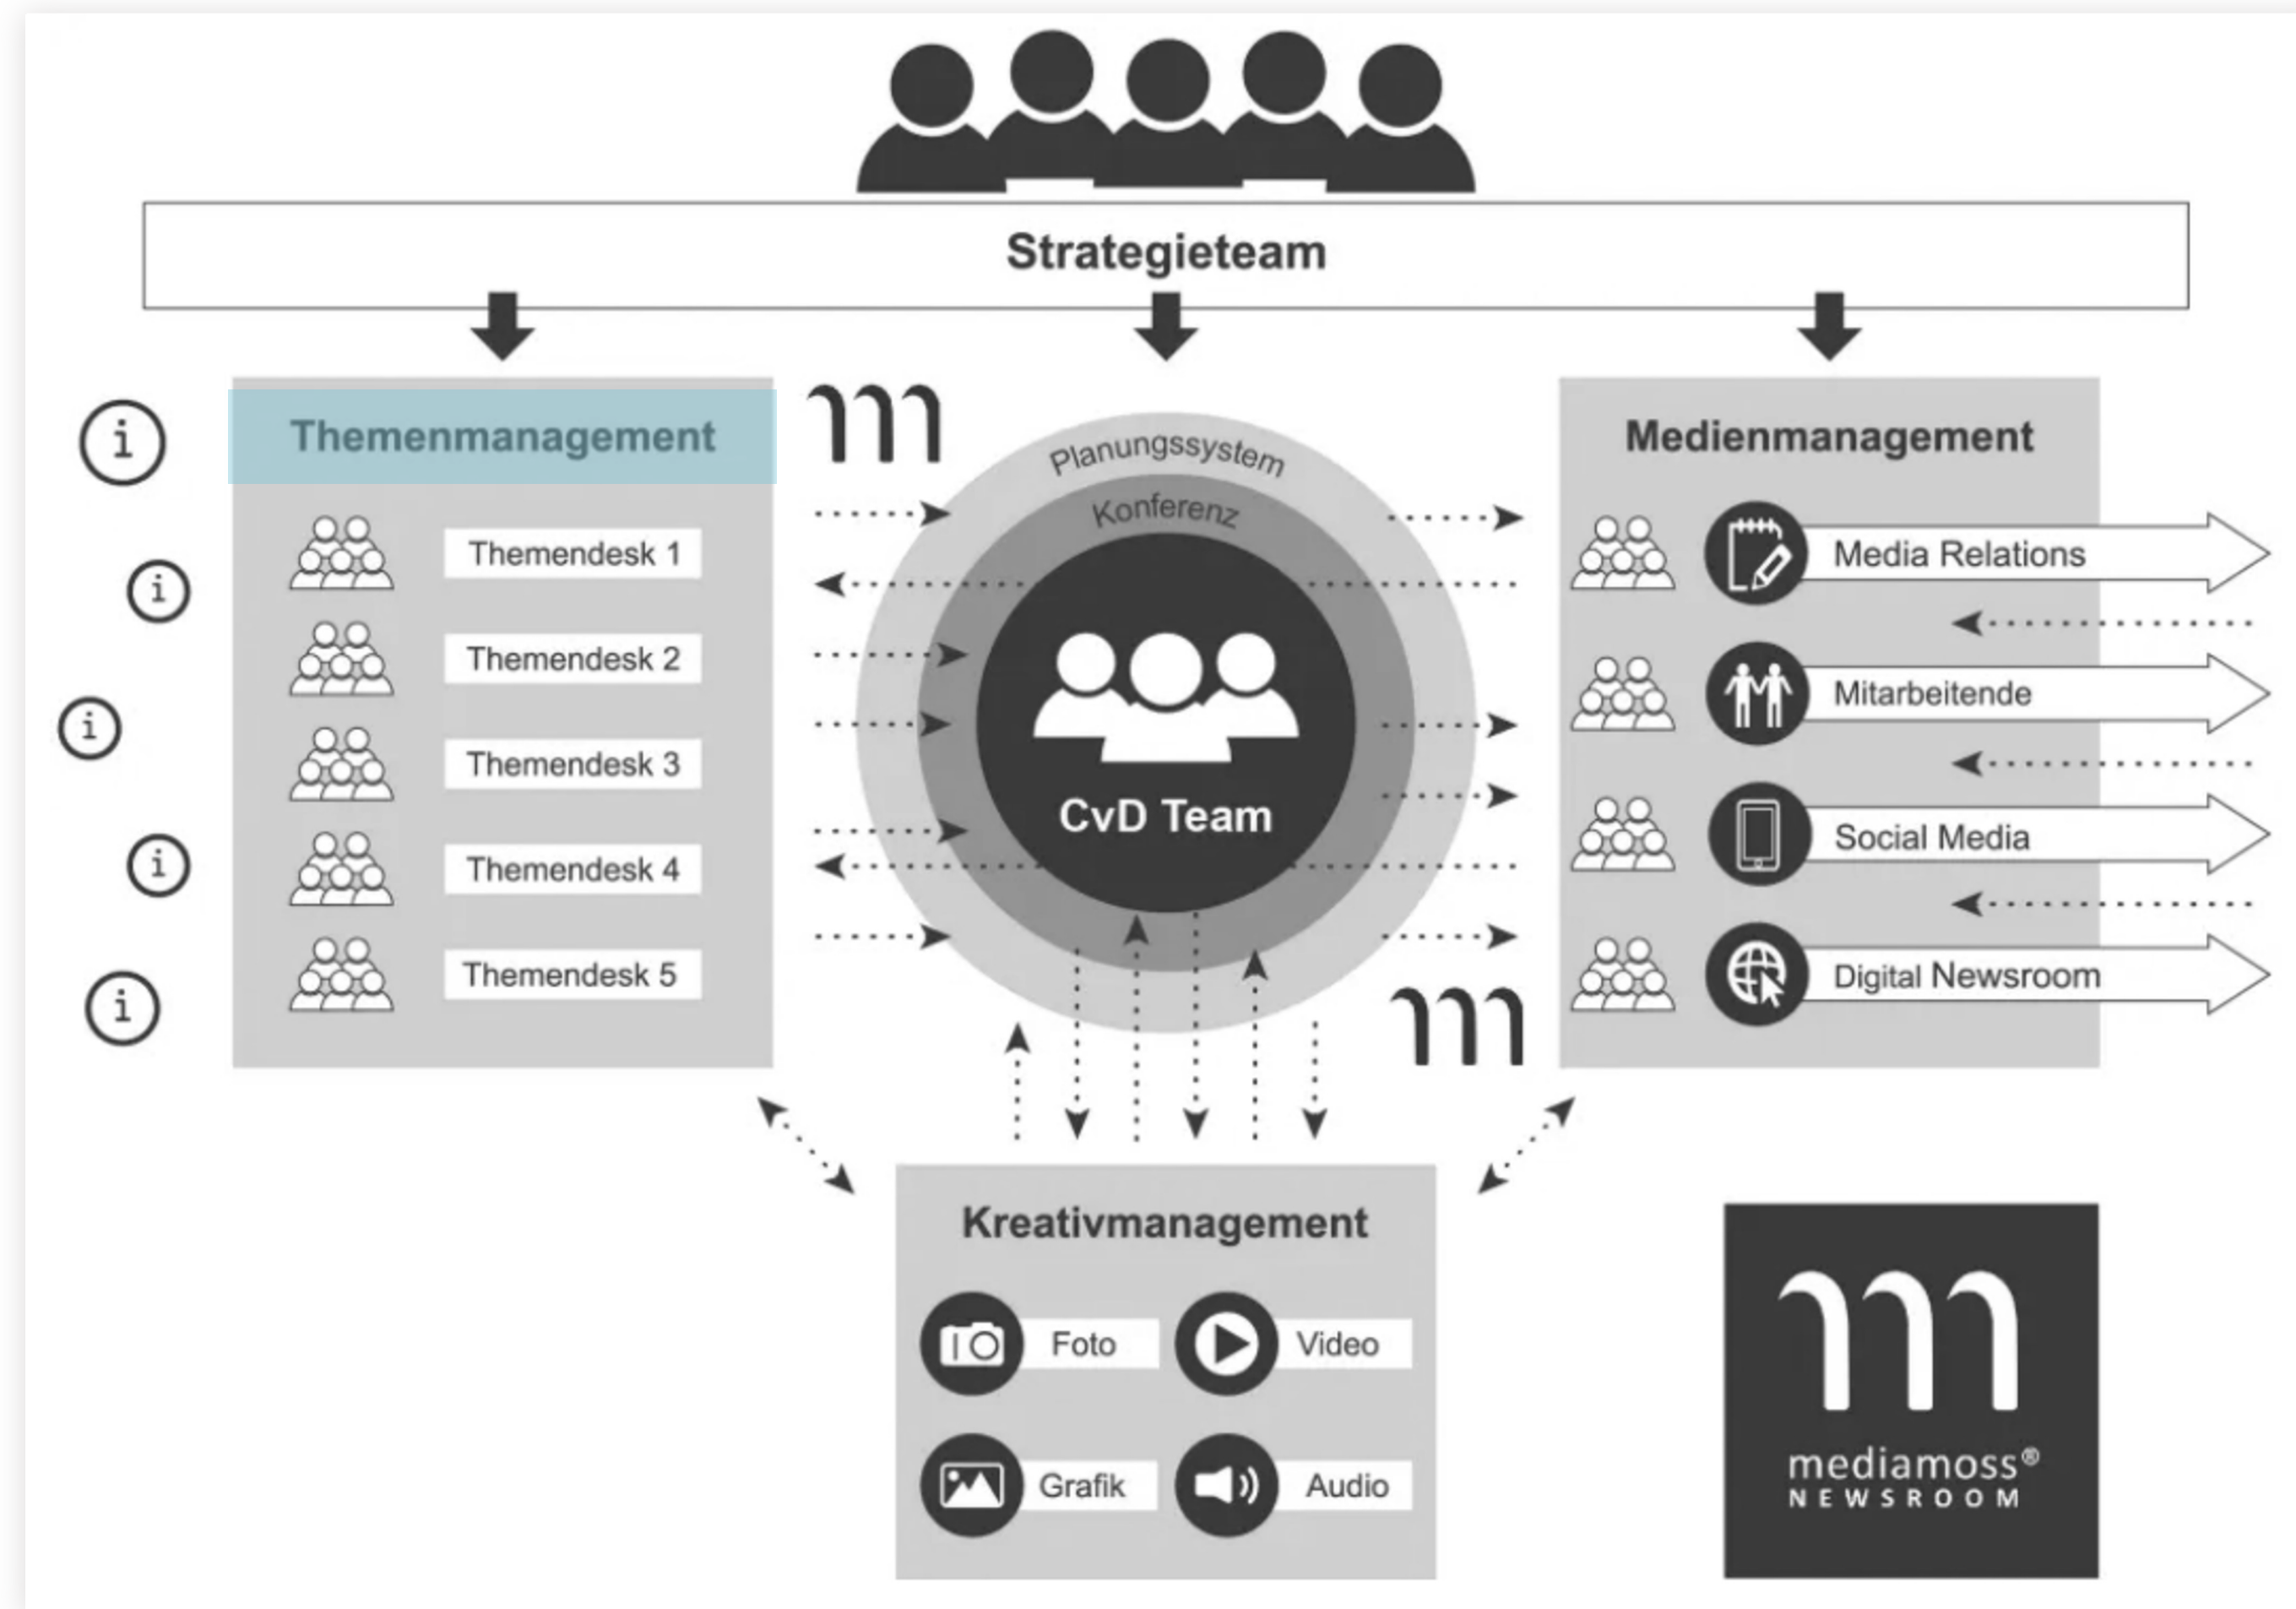 Strategieteam
Themenmanagement
Themendesk 1
Themendesk 2
Themendesk 3
Themendesk 4
Themendesk 5
i
i
i
i
i
Planungssystem
Konferenz
CvD Team
Medienmanagement
Media Relations
Mitarbeitende
Social Media
Digital Newsroom
Kreativmanagement
Foto
Video
Grafik
Audio
m
m
m
mediamoss®
NEWSROOM